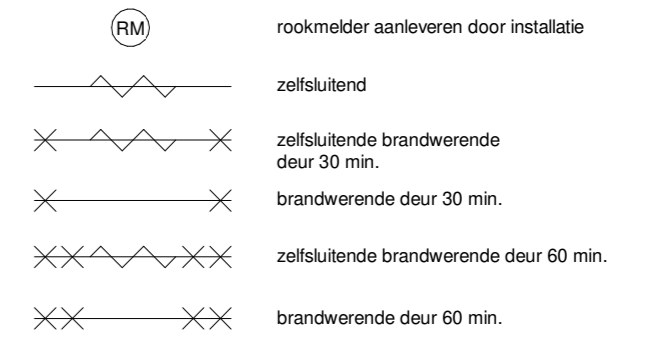 RM rookmelder aanleveren door installatie
zelfsluitend
zelfsluitende brandwerende
deur 30 min.
brandwerende deur 30 min.
zelfsluitende brandwerende deur 60 min.
brandwerende deur 60 min.